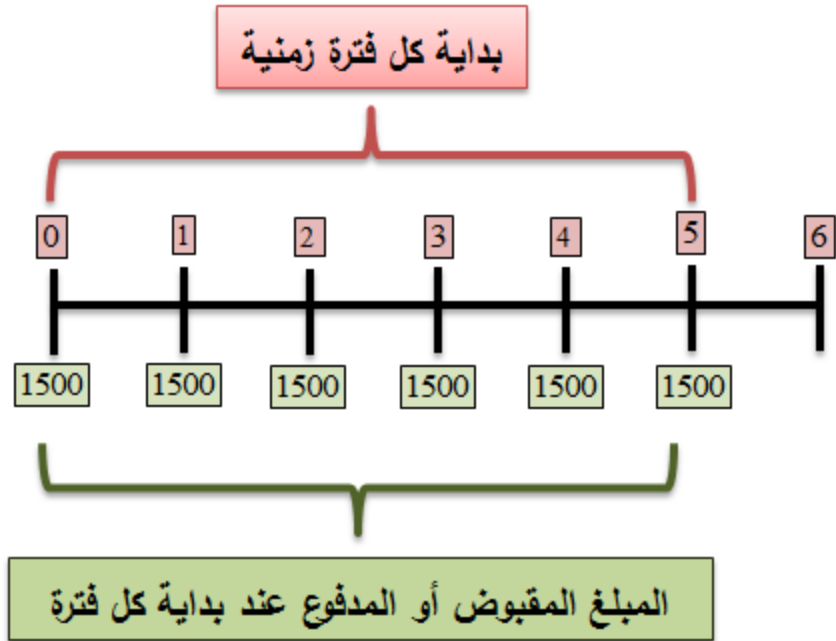 بداية كل فترة زمنية
0 1 2 3 4 5 6
1500 1500 1500 1500 1500 1500
المبلغ المقبوض أو المدفوع عند بداية كل فترة